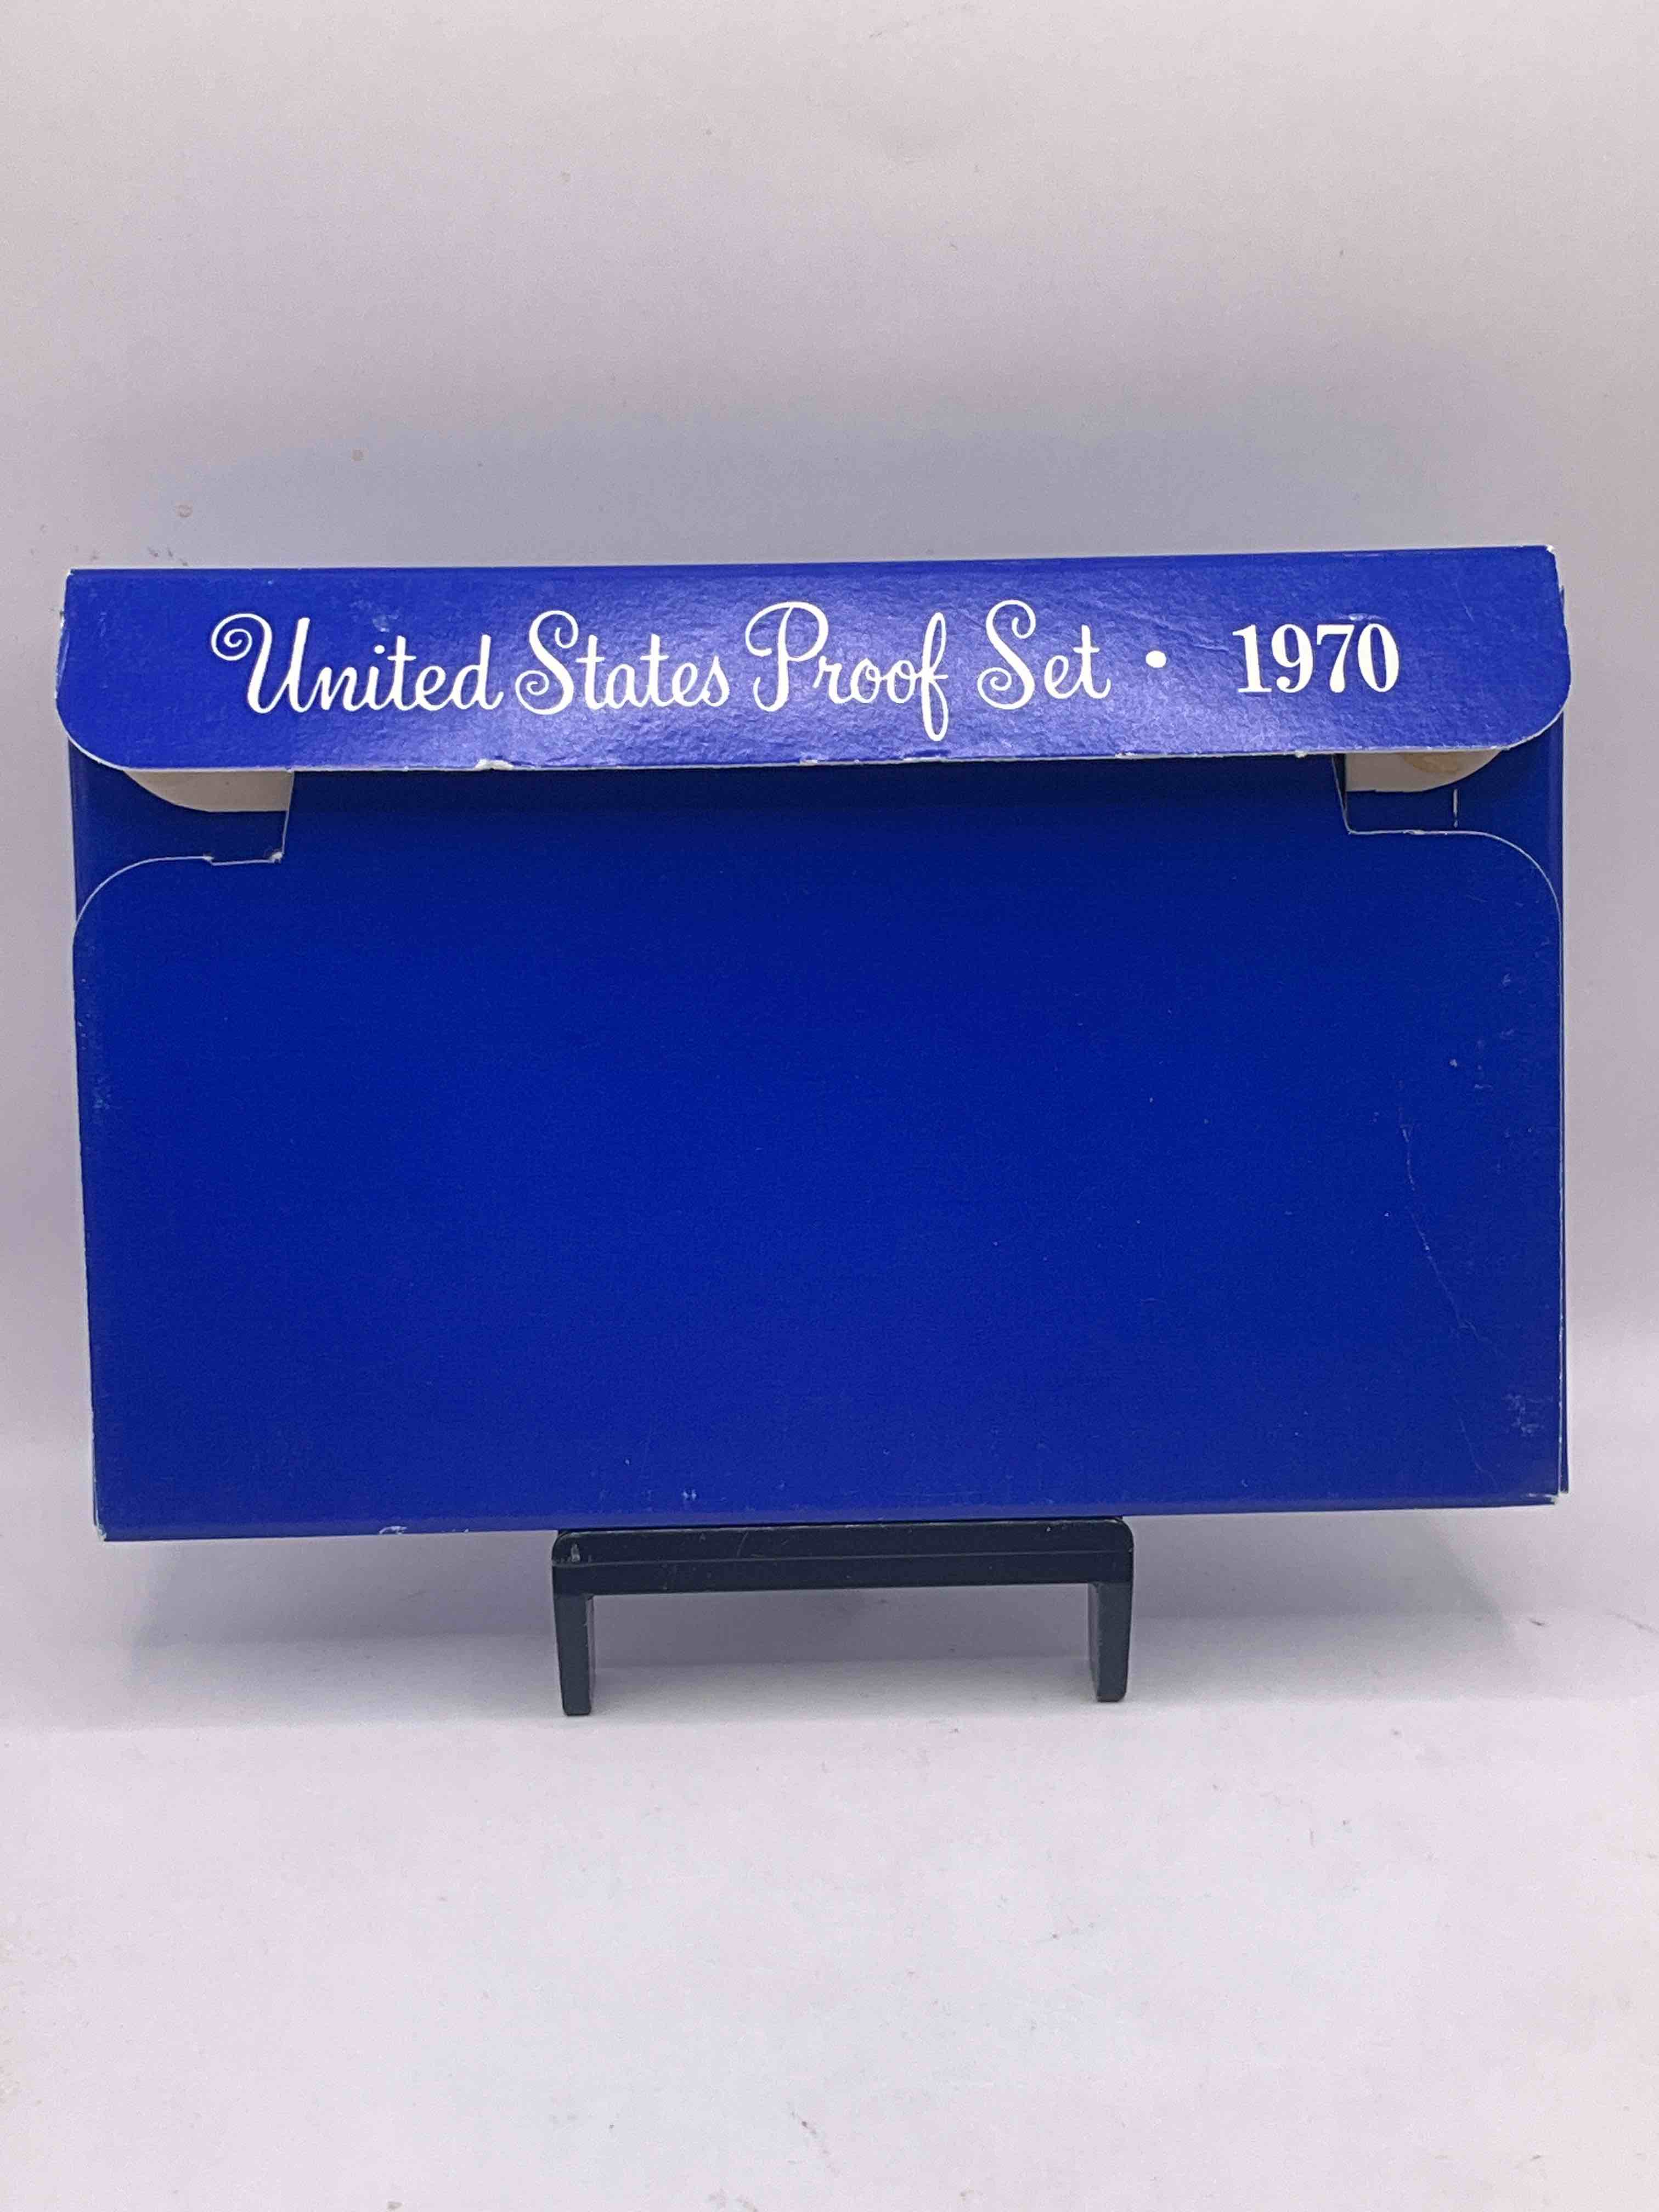 United States Proof Set • 1970